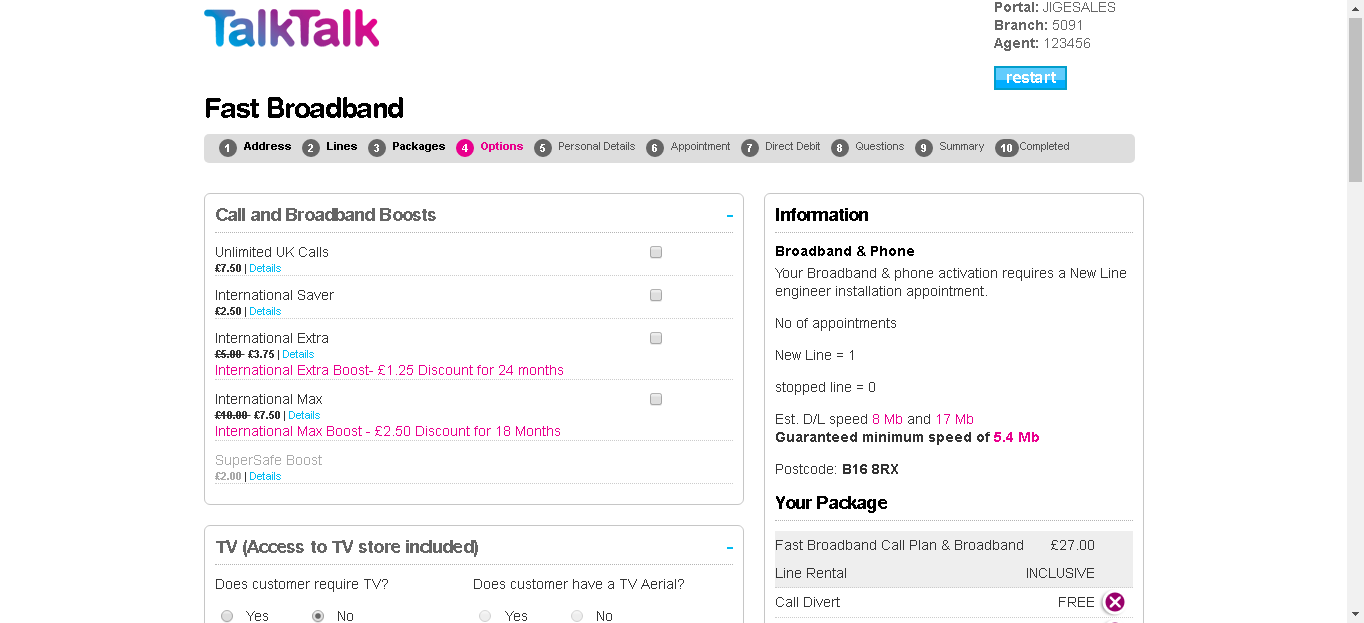 TalkTalk
Portal: JIGESALES
Branch: 5091
Agent: 123456
restart
Fast Broadband
1 Address 2 Lines 3 Packages 4 Options 5 Personal Details 6 Appointment 7 Direct Debit 8 Questions 9 Summary 10 Completed
Call and Broadband Boosts -
Unlimited UK Calls
£7.50 | Details
International Saver
£2.50 | Details
International Extra
£5.00 £3.75 | Details
International Extra Boost- £1.25 Discount for 24 months
International Max
£10.00 £7.50 | Details
International Max Boost - £2.50 Discount for 18 Months
SuperSafe Boost
£2.00 | Details
TV (Access to TV store included) -
Does customer require TV? Does customer have a TV Aerial?
Yes No Yes No
Information
Broadband & Phone
Your Broadband & phone activation requires a New Line
engineer installation appointment.
No of appointments
New Line = 1
stopped line = 0
Est. D/L speed 8 Mb and 17 Mb
Guaranteed minimum speed of 5.4 Mb
Postcode: B16 8RX
Your Package
Fast Broadband Call Plan & Broadband £27.00
Line Rental INCLUSIVE
Call Divert FREE